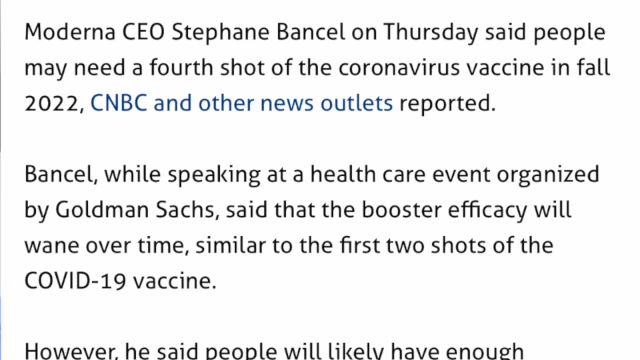 Moderna CEO Stephane Bancel on Thursday said people
may need a fourth shot of the coronavirus vaccine in fall
2022, CNBC and other news outlets reported.
Bancel, while speaking at a health care event organized
by Goldman Sachs, said that the booster efficacy will
wane over time, similar to the first two shots of the
COVID-19 vaccine.
However, he said people will likely have enough